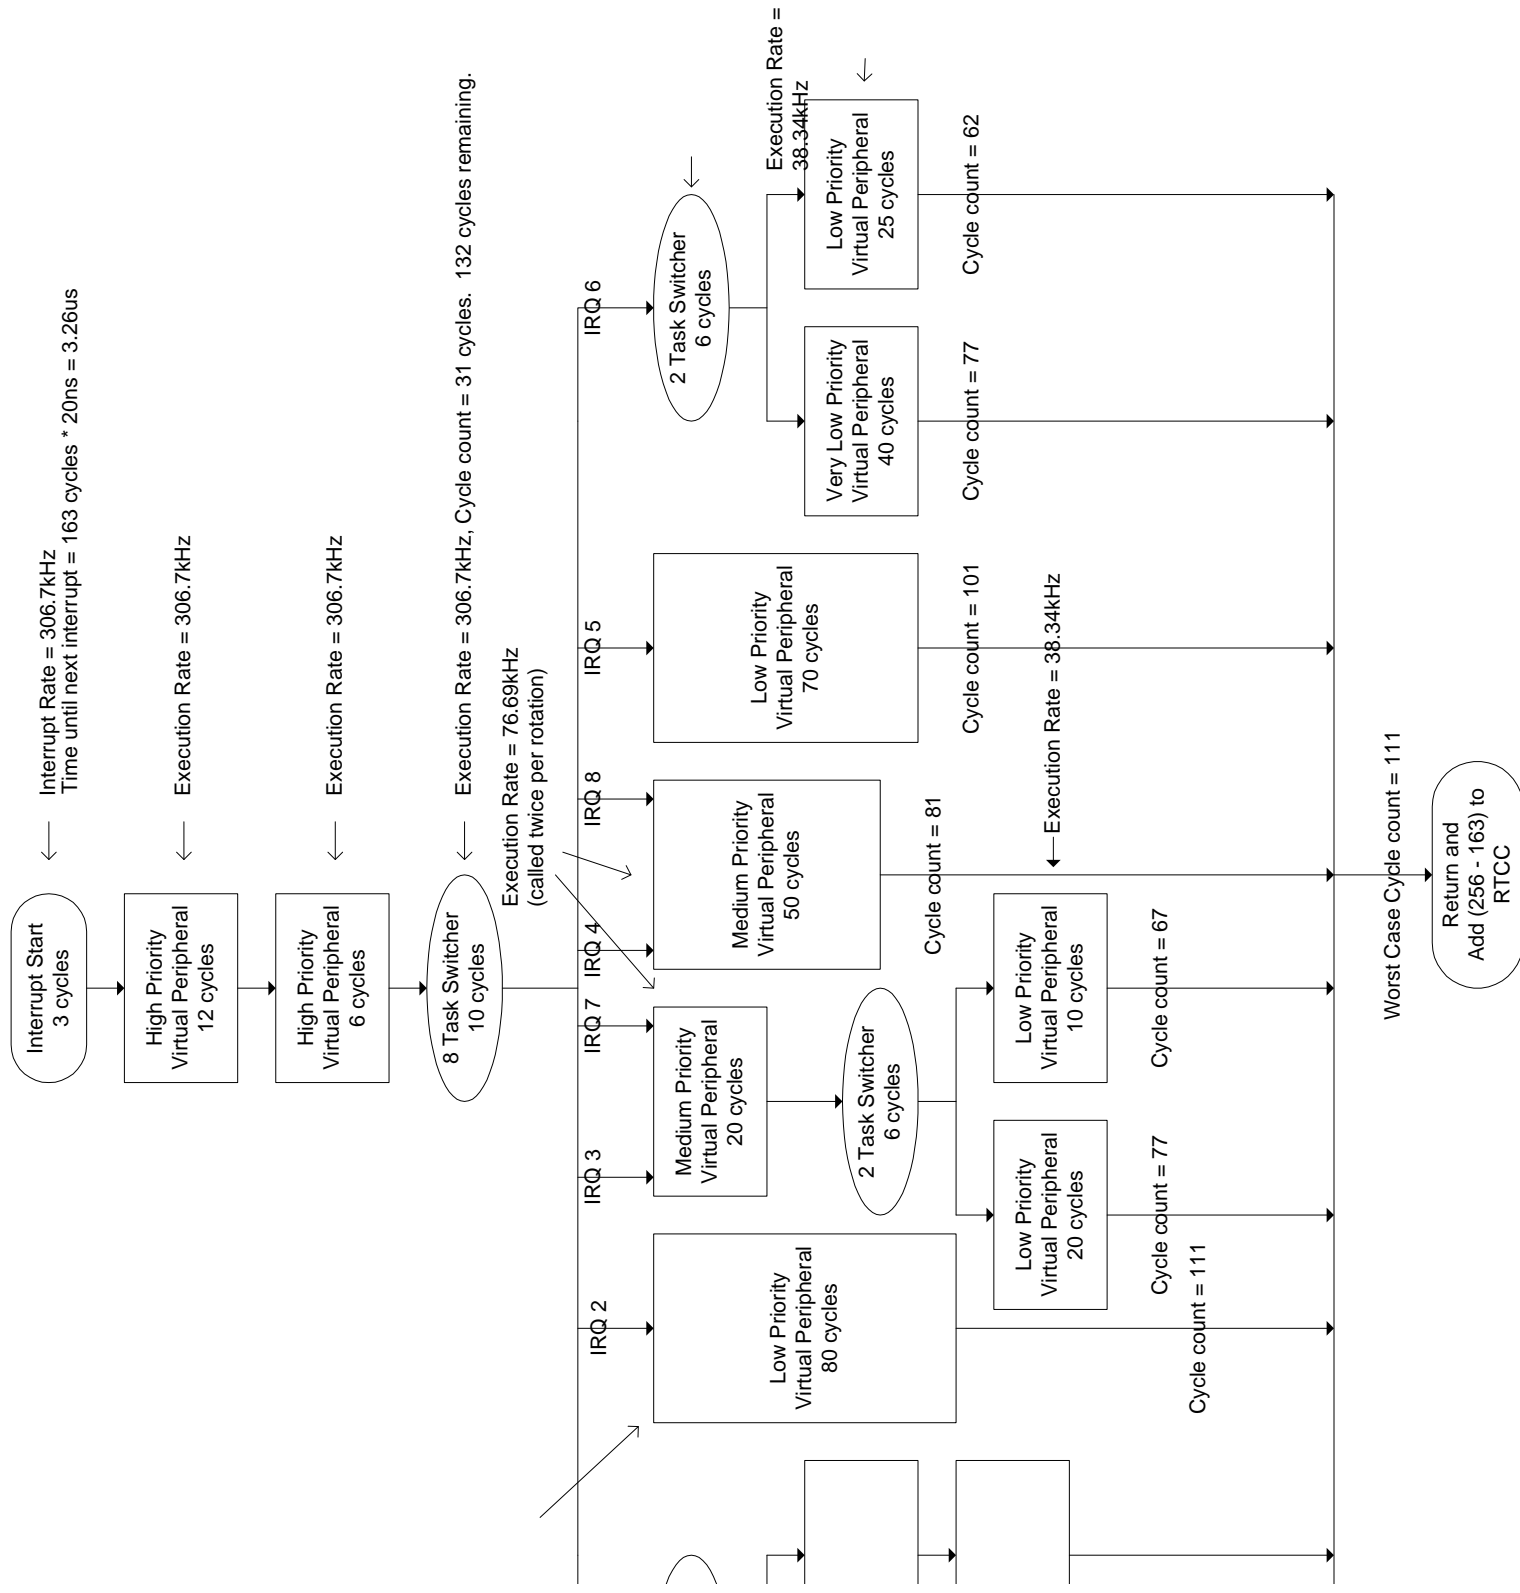 Interrupt Start
3 cycles
Interrupt Rate = 306.7kHz
Time until next interrupt = 163 cycles * 20ns = 3.26us
High Priority
Virtual Peripheral
12 cycles
Execution Rate = 306.7kHz
High Priority
Virtual Peripheral
6 cycles
Execution Rate = 306.7kHz
8 Task Switcher
10 cycles
Execution Rate = 306.7kHz, Cycle count = 31 cycles.  132 cycles remaining.
Execution Rate = 76.69kHz
(called twice per rotation)
IRQ 2
IRQ 3
IRQ 7
IRQ 4
IRQ 8
IRQ 5
IRQ 6
Low Priority
Virtual Peripheral
80 cycles
Cycle count = 111
Medium Priority
Virtual Peripheral
20 cycles
2 Task Switcher
6 cycles
Low Priority
Virtual Peripheral
20 cycles
Cycle count = 77
Low Priority
Virtual Peripheral
10 cycles
Cycle count = 67
Execution Rate = 38.34kHz
Medium Priority
Virtual Peripheral
50 cycles
Cycle count = 81
Low Priority
Virtual Peripheral
70 cycles
Cycle count = 101
2 Task Switcher
6 cycles
Very Low Priority
Virtual Peripheral
40 cycles
Cycle count = 77
Execution Rate =
38.34kHz
Low Priority
Virtual Peripheral
25 cycles
Cycle count = 62
Worst Case Cycle count = 111
Return and
Add (256 - 163) to
RTCC